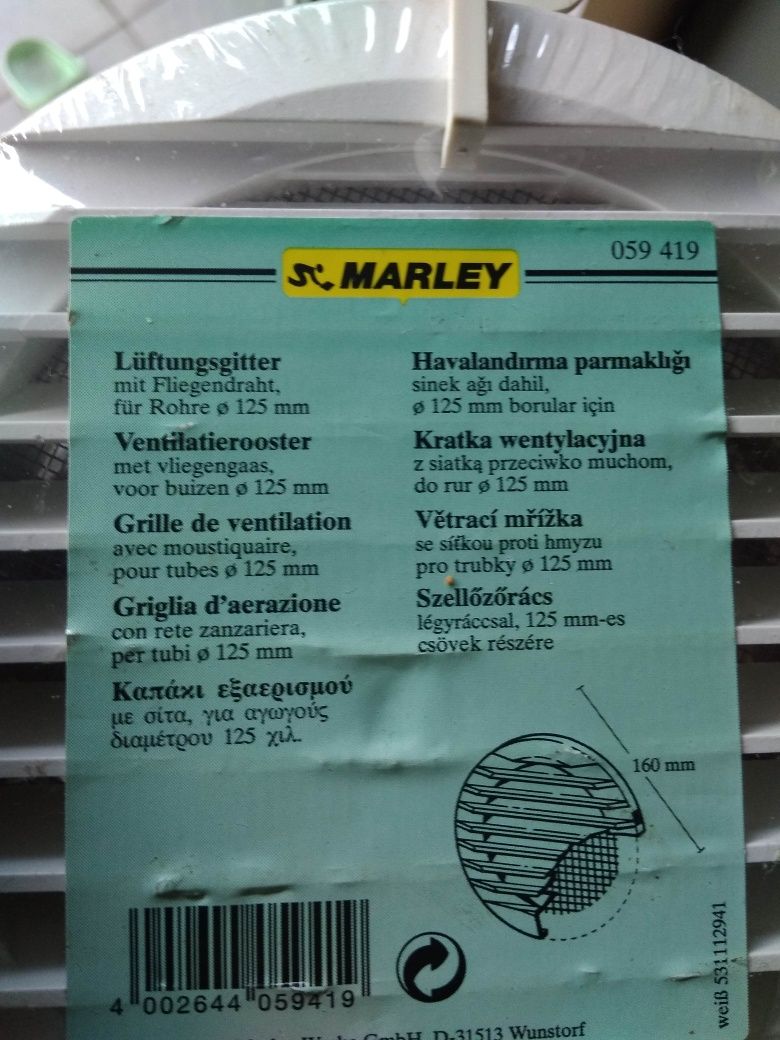 059 419
MARLEY
Lüftungsgitter
mit Fliegendraht,
für Rohre ø 125 mm
Ventilatierooster
met vliegengaas,
voor buizen ø 125 mm
Grille de ventilation
avec moustiquaire,
pour tubes ø 125 mm
Griglia d'aerazione
con rete zanzariera,
per tubi ø 125 mm
Καπάκι εξαερισμού
με σίτα, για αγωγούς
διαμέτρου 125 χιλ.
Havalandırma parmaklığı
sinek ağı dahil,
ø 125 mm borular için
Kratka wentylacyjna
z siatką przeciwko muchom,
do rur ø 125 mm
Větrací mřížka
se síťkou proti hmyzu
pro trubky ø 125 mm
Szellőzőrács
légyráccsal, 125 mm-es
csövek részére
160 mm
weiß 531112941
4 002644 059419
GmbH, D-31513 Wunstorf